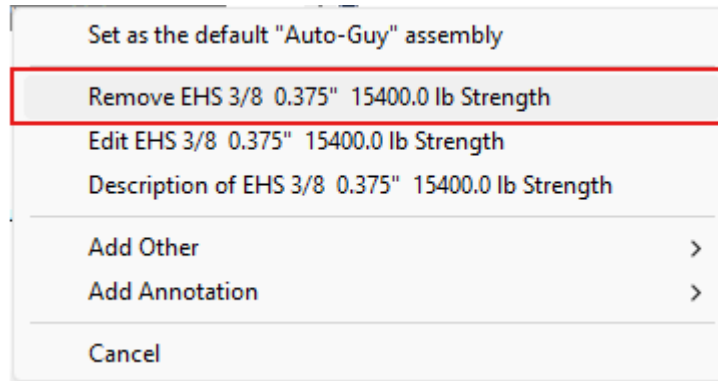 Set as the default "Auto-Guy" assembly
Remove EHS 3/8  0.375"  15400.0 lb Strength
Edit EHS 3/8  0.375"  15400.0 lb Strength
Description of EHS 3/8  0.375"  15400.0 lb Strength
Add Other
Add Annotation
Cancel